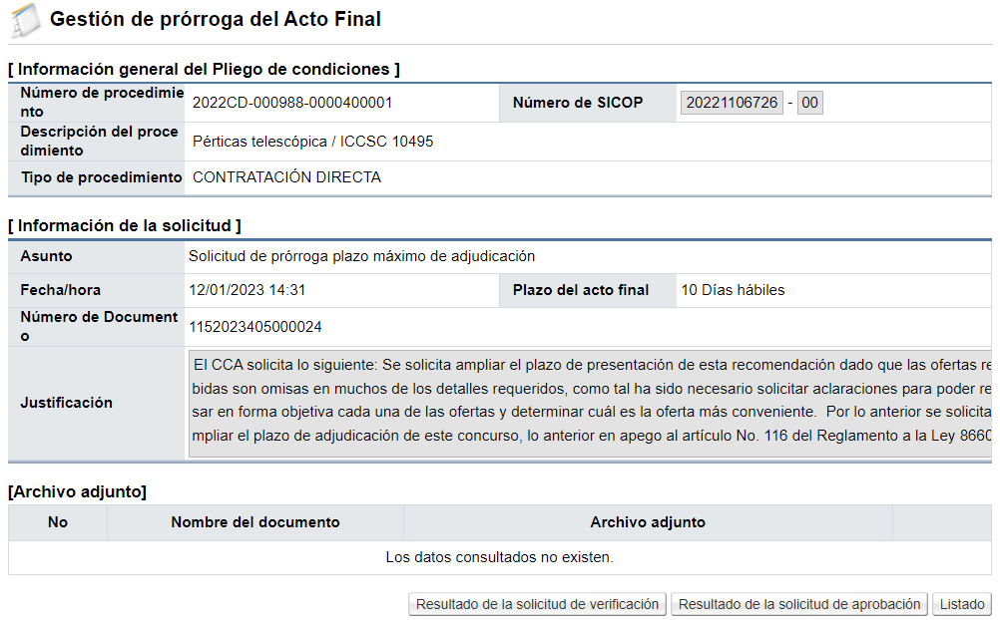 Gestión de prórroga del Acto Final
[ Información general del Pliego de condiciones ]
Número de procedimie
nto
2022CD-000988-0000400001
Número de SICOP
20221106726 - 00
Descripción del proce
dimiento
Pérticas telescópica / ICCSC 10495
Tipo de procedimiento
CONTRATACIÓN DIRECTA
[ Información de la solicitud ]
Asunto
Solicitud de prórroga plazo máximo de adjudicación
Fecha/hora
12/01/2023 14:31
Plazo del acto final
10 Días hábiles
Número de Document
o
1152023405000024
Justificación
El CCA solicita lo siguiente: Se solicita ampliar el plazo de presentación de esta recomendación dado que las ofertas re
bidas son omisas en muchos de los detalles requeridos, como tal ha sido necesario solicitar aclaraciones para poder re
sar en forma objetiva cada una de las ofertas y determinar cuál es la oferta más conveniente. Por lo anterior se solicita
mpliar el plazo de adjudicación de este concurso, lo anterior en apego al artículo No. 116 del Reglamento a la Ley 8660
[Archivo adjunto]
No
Nombre del documento
Archivo adjunto
Los datos consultados no existen.
Resultado de la solicitud de verificación
Resultado de la solicitud de aprobación
Listado